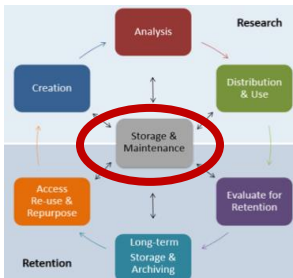 Research
Analysis
Creation
Distribution
& Use
Storage &
Maintenance
Access
Re-use &
Repurpose
Evaluate for
Retention
Long-term
Storage &
Archiving
Retention